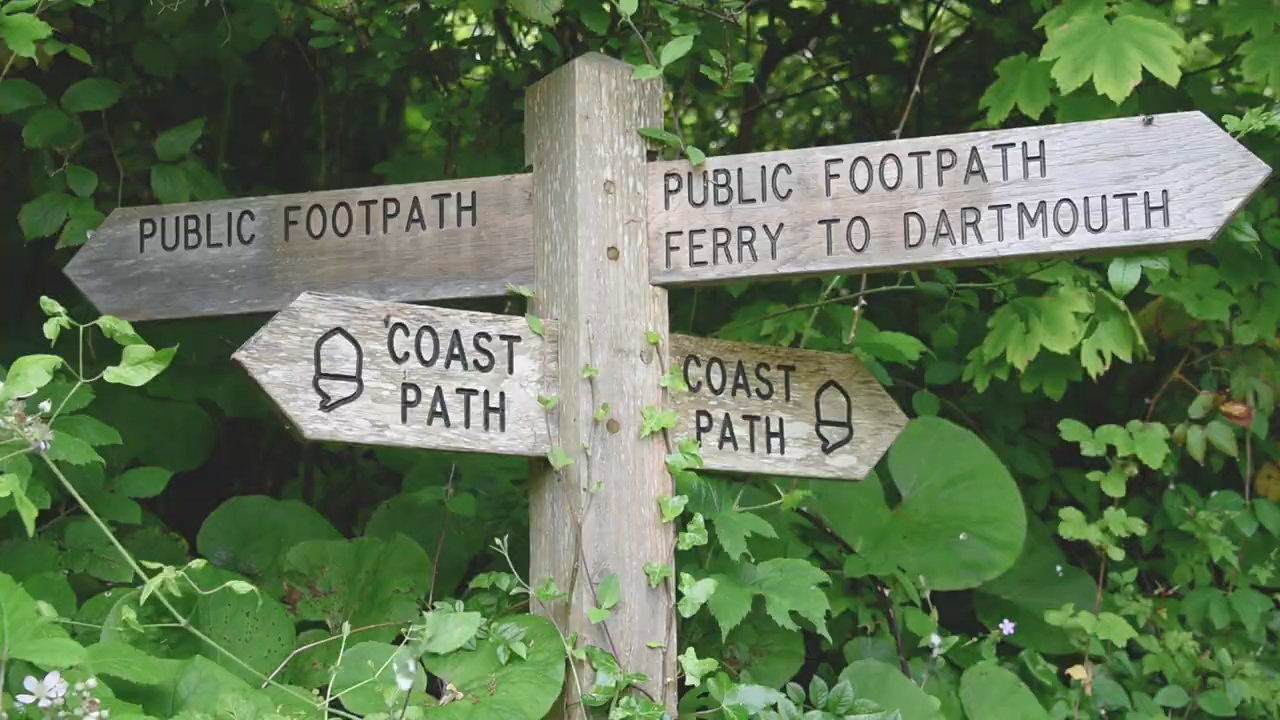 PUBLIC FOOTPATH
PUBLIC FOOTPATH
FERRY TO DARTMOUTH
COAST
PATH
COAST
PATH